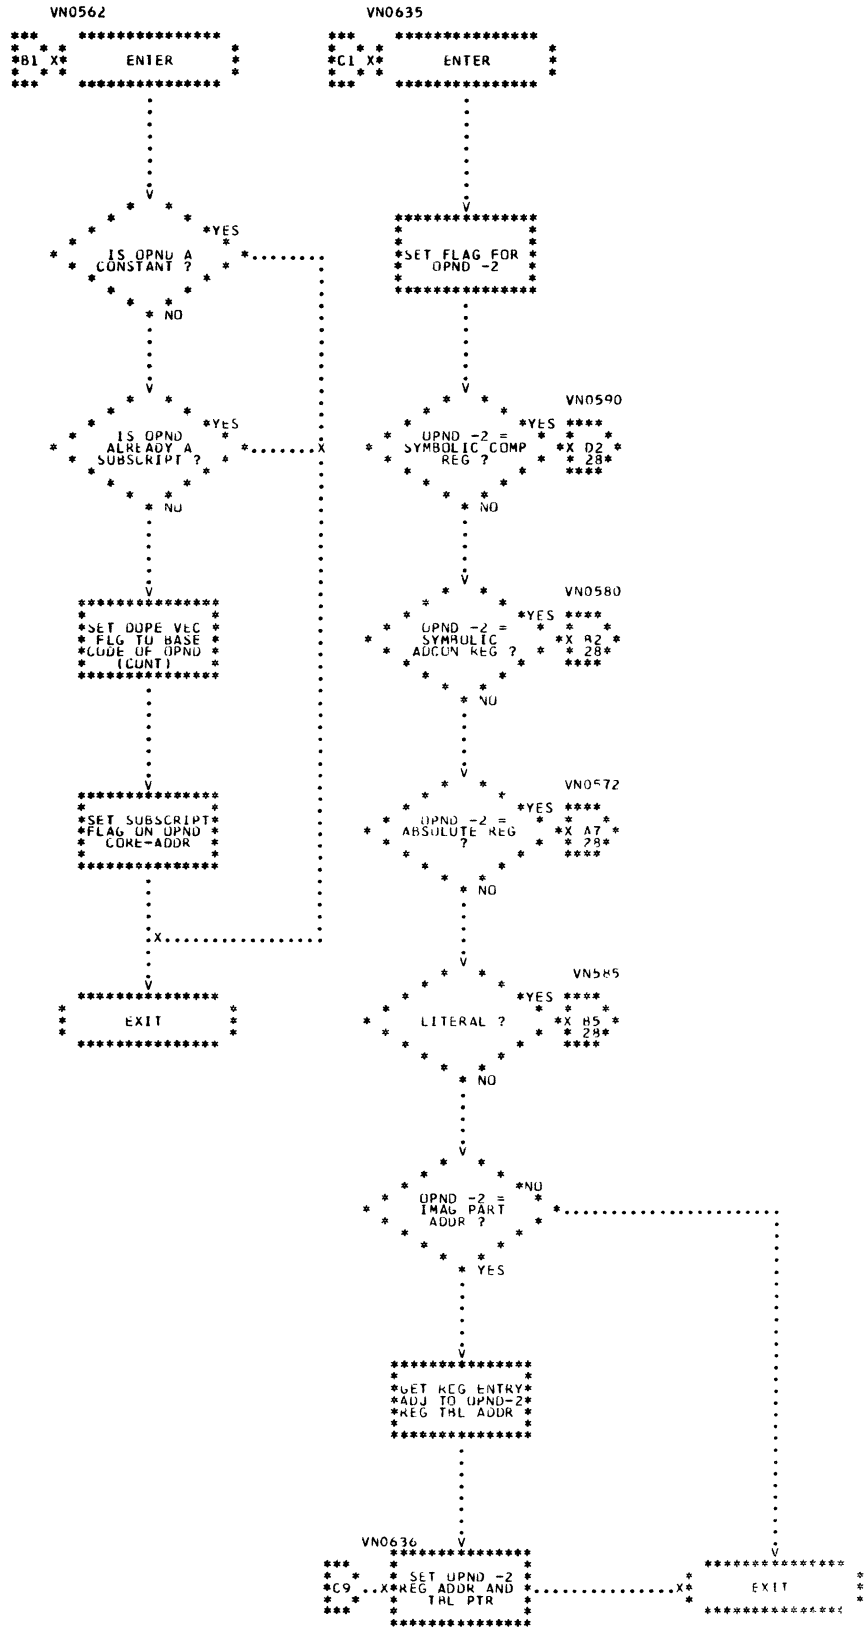 VN0562
B1
ENTER
IS OPND A
CONSTANT ?
YES
NO
IS OPND
ALREADY A
SUBSCRIPT ?
YES
NO
SET DOPE VEC
FLG TO BASE
CODE OF OPND
(CONT)
SET SUBSCRIPT
FLAG ON OPND
CORE-ADDR
EXIT
VN0635
C1
ENTER
SET FLAG FOR
OPND -2
OPND -2 =
SYMBOLIC COMP
REG ?
YES
NO
VN0590
D2
28
OPND -2 =
SYMBOLIC
ADCON REG ?
YES
NO
VN0580
B2
28
OPND -2 =
ABSOLUTE REG
?
YES
NO
VN0572
A7
28
LITERAL ?
YES
NO
VN585
B5
28
OPND -2 =
IMAG PART
ADDR ?
NO
YES
GET REG ENTRY
ADJ TO OPND-2
REG TBL ADDR
VN0636
C9
SET OPND -2
REG ADDR AND
TBL PTR
EXIT